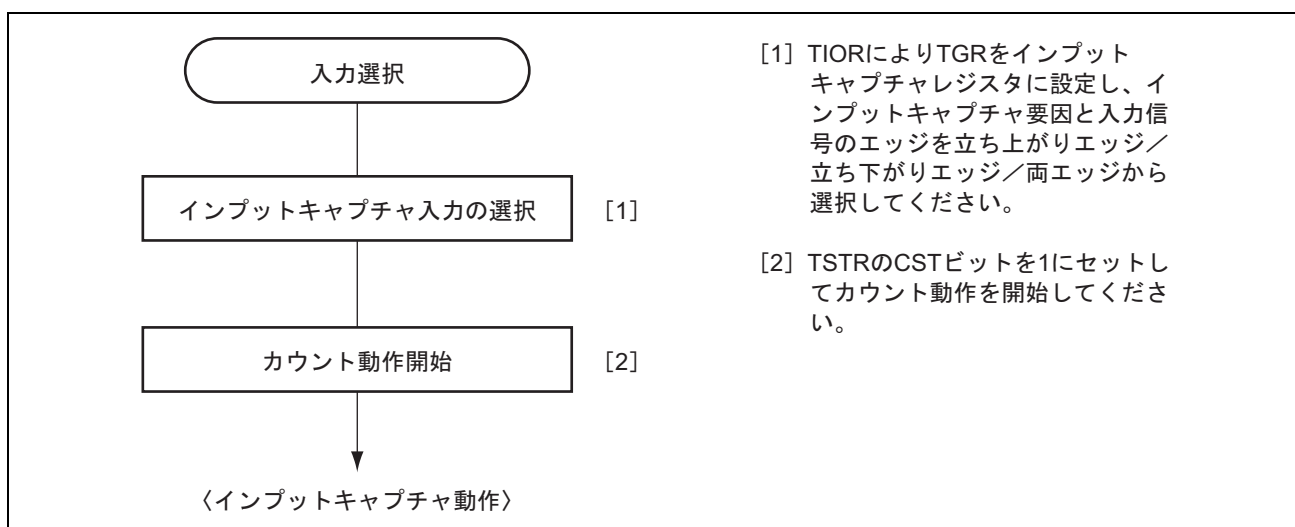 入力選択
インプットキャプチャ入力の選択 [1]
カウント動作開始 [2]
〈インプットキャプチャ動作〉
[1] TIORによりTGRをインプット
キャプチャレジスタに設定し、イ
ンプットキャプチャ要因と入力信
号のエッジを立ち上がりエッジ／
立ち下がりエッジ／両エッジから
選択してください。
[2] TSTRのCSTビットを1にセットし
てカウント動作を開始してくださ
い。